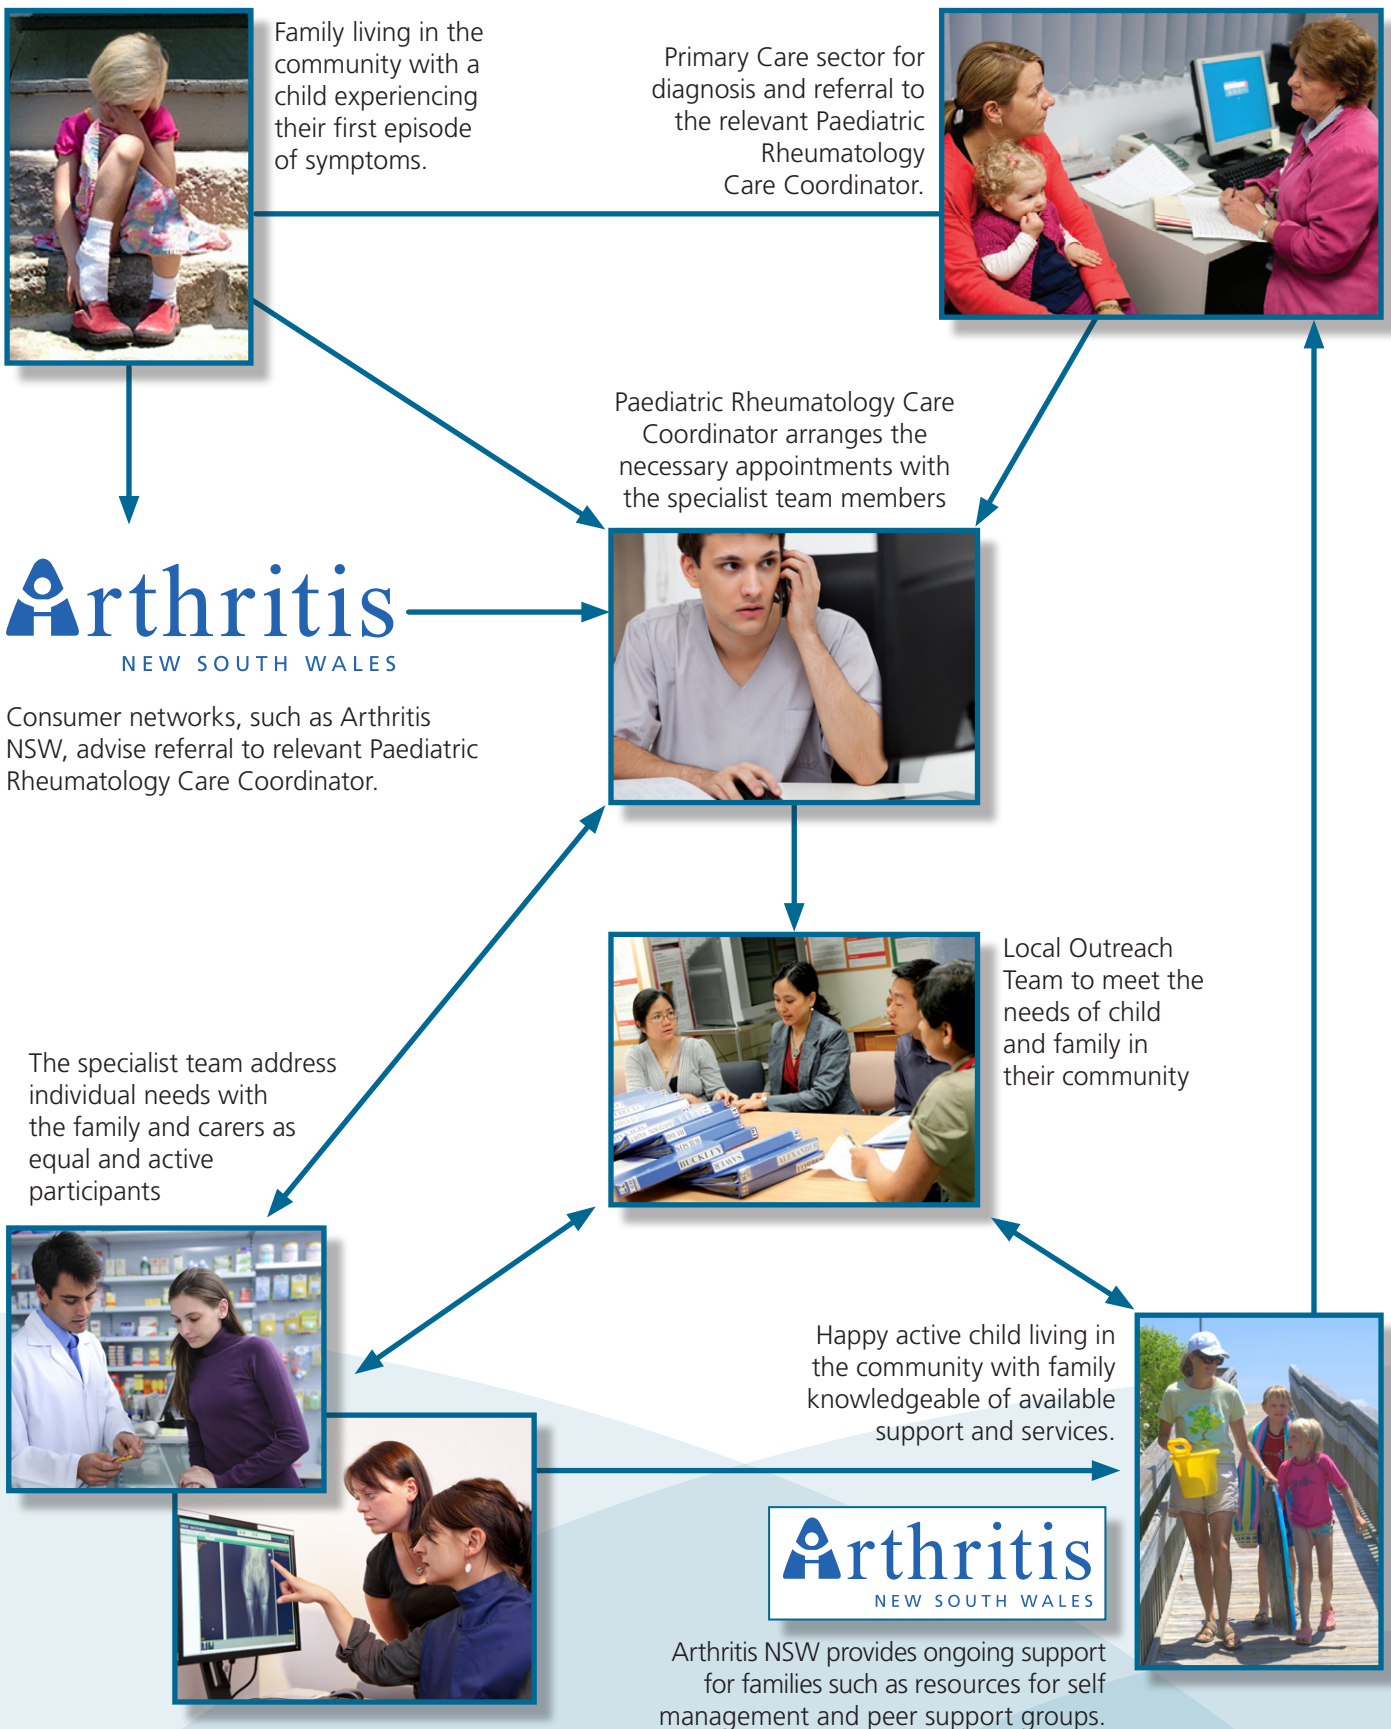 Family living in the
community with a
child experiencing
their first episode
of symptoms.
Primary Care sector for
diagnosis and referral to
the relevant Paediatric
Rheumatology
Care Coordinator.
Paediatric Rheumatology Care
Coordinator arranges the
necessary appointments with
the specialist team members
Arthritis
NEW SOUTH WALES
Consumer networks, such as Arthritis
NSW, advise referral to relevant Paediatric
Rheumatology Care Coordinator.
Local Outreach
Team to meet the
needs of child
and family in
their community
BUCKLEY
SAWYER
ALEXANDER
The specialist team address
individual needs with
the family and carers as
equal and active
participants
Happy active child living in
the community with family
knowledgeable of available
support and services.
Arthritis
NEW SOUTH WALES
Arthritis NSW provides ongoing support
for families such as resources for self
management and peer support groups.